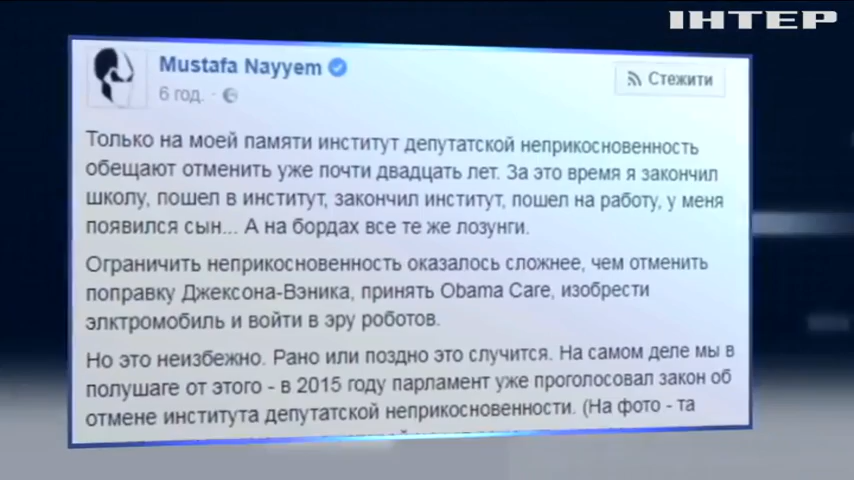 ІНТЕР
Mustafa Nayyem
6 год.
Стежити
Только на моей памяти институт депутатской неприкосновенность
обещают отменить уже почти двадцать лет. За это время я закончил
школу, пошел в институт, закончил институт, пошел на работу, у меня
появился сын... А на бордах все те же лозунги.
Ограничить неприкосновенность оказалось сложнее, чем отменить
поправку Джексона-Вэника, принять Obama Care, изобрести
элктромобиль и войти в эру роботов.
Но это неизбежно. Рано или поздно это случится. На самом деле мы в
полушаге от этого - в 2015 году парламент уже проголосовал закон об
отмене института депутатской неприкосновенности. (На фото - та